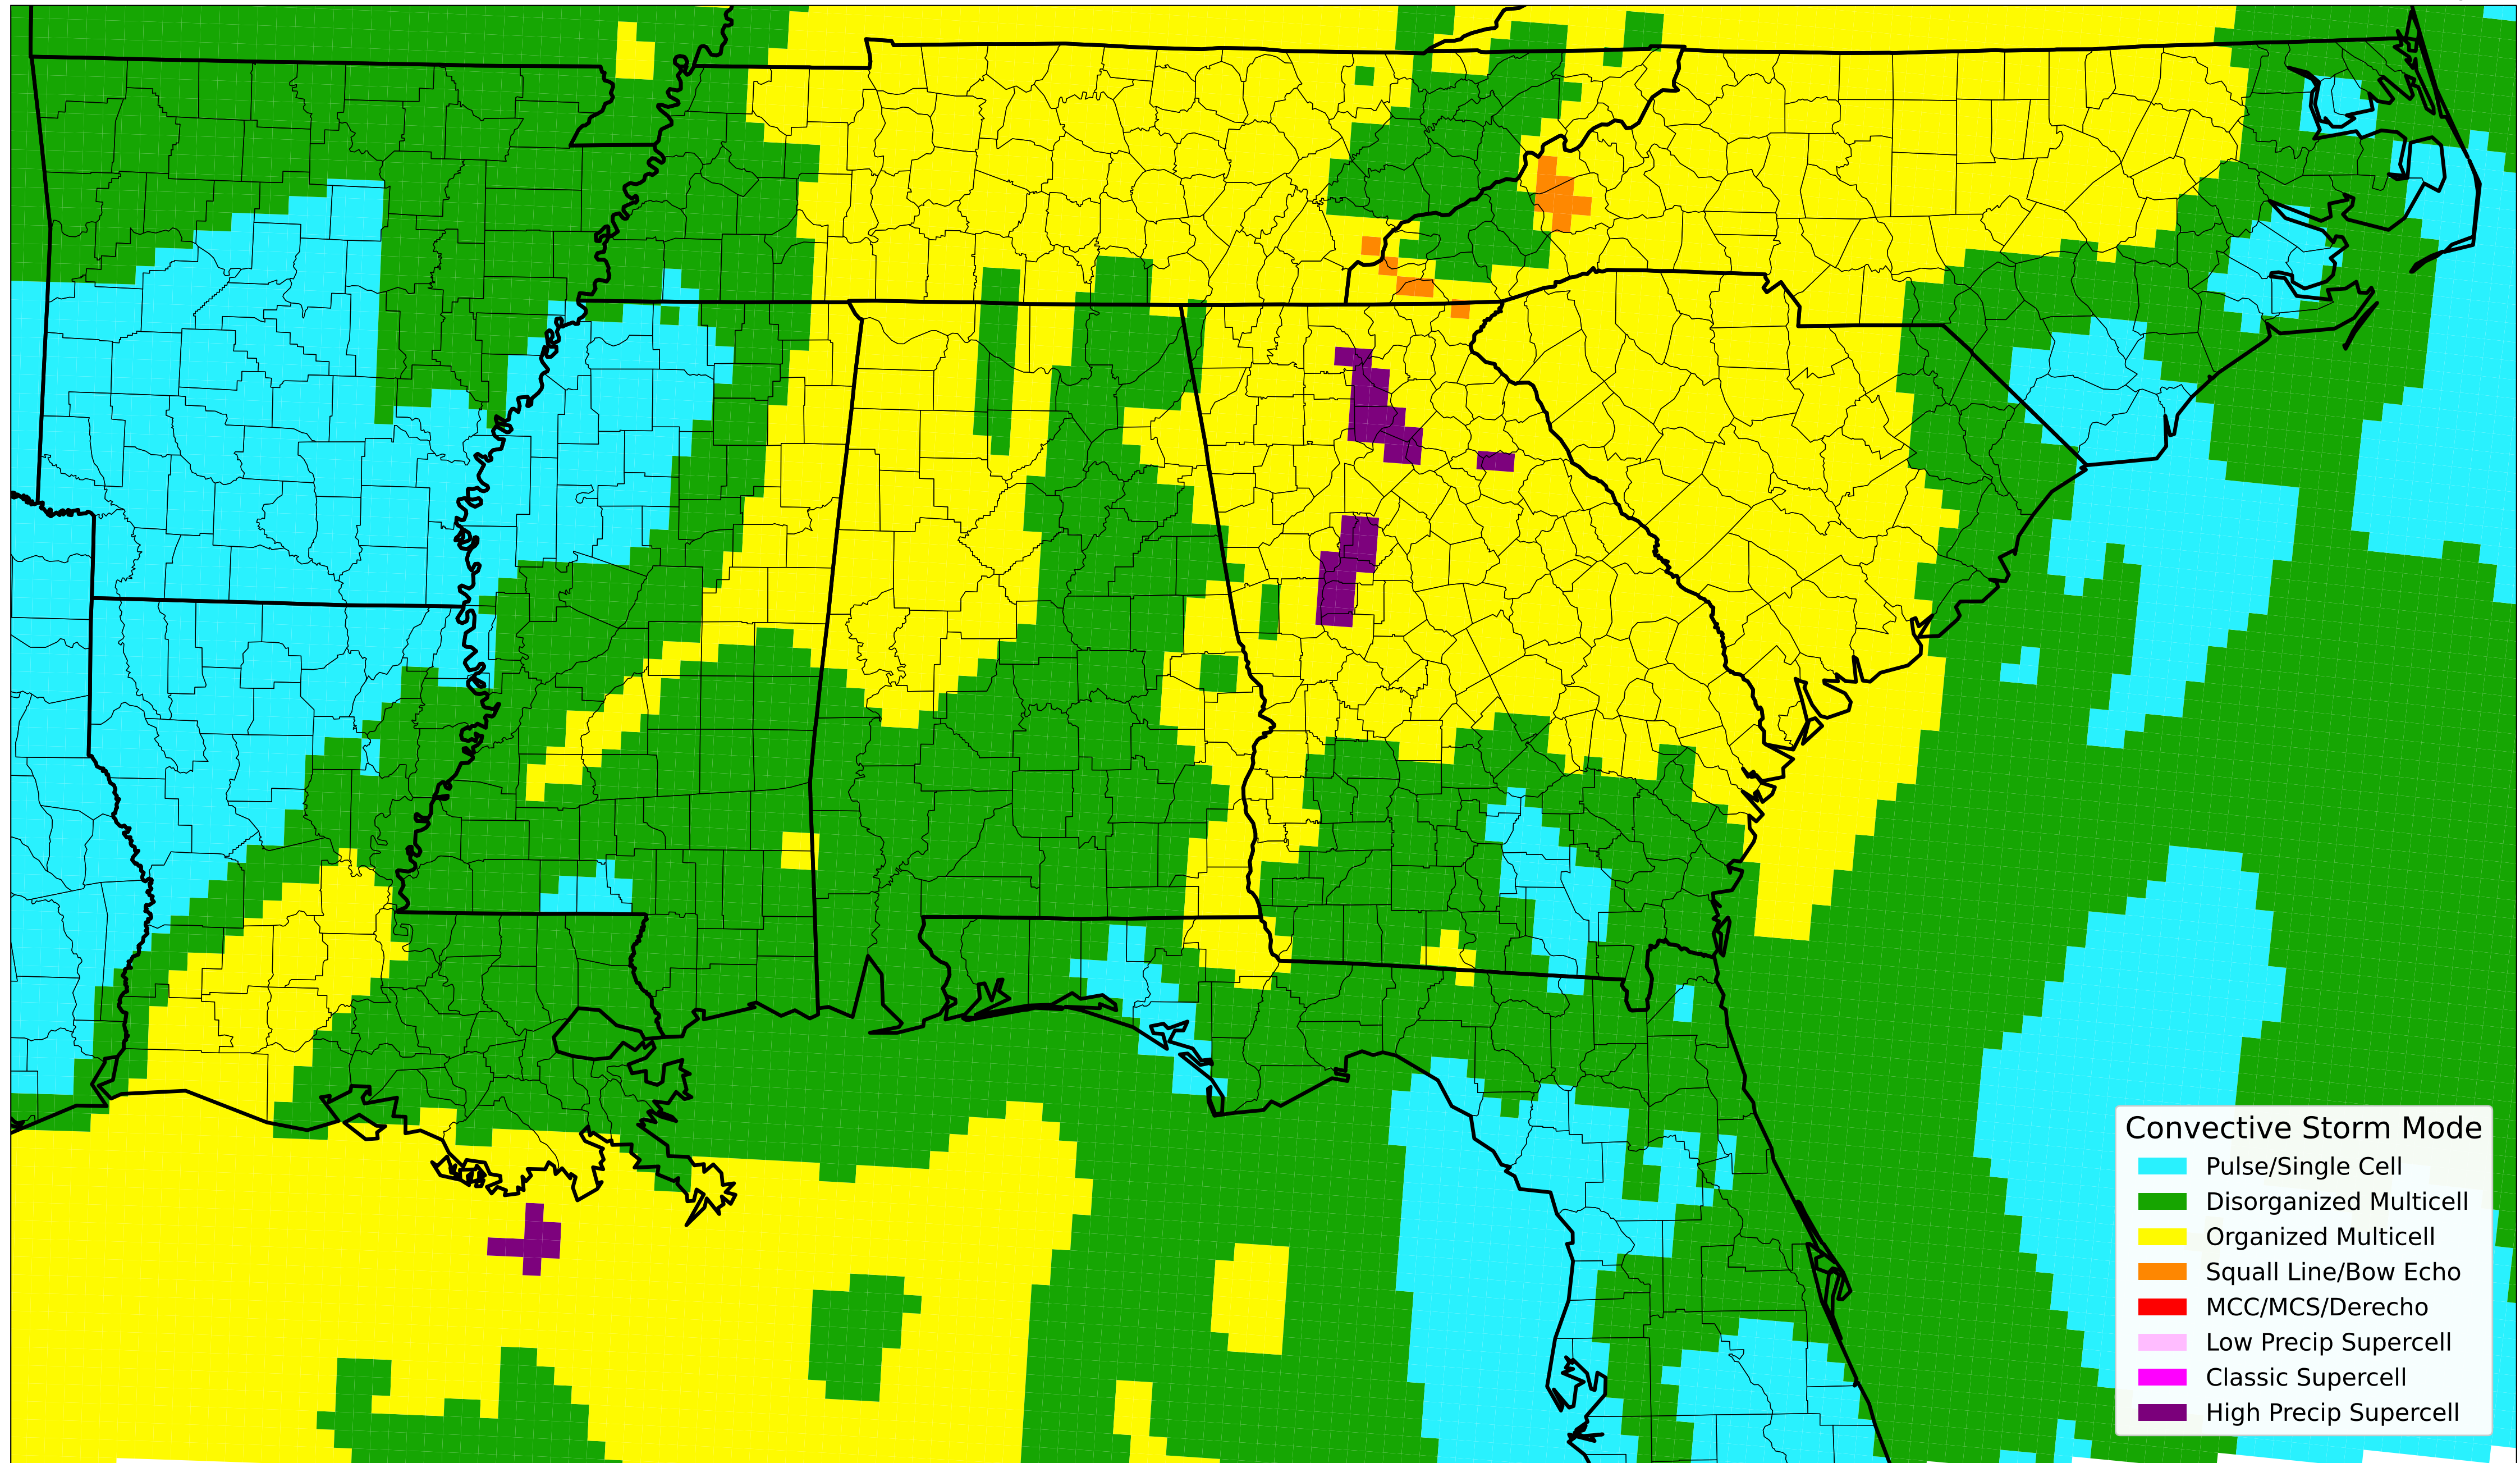 Convective Storm Mode
Pulse/Single Cell
Disorganized Multicell
Organized Multicell
Squall Line/Bow Echo
MCC/MCS/Derecho
Low Precip Supercell
Classic Supercell
High Precip Supercell